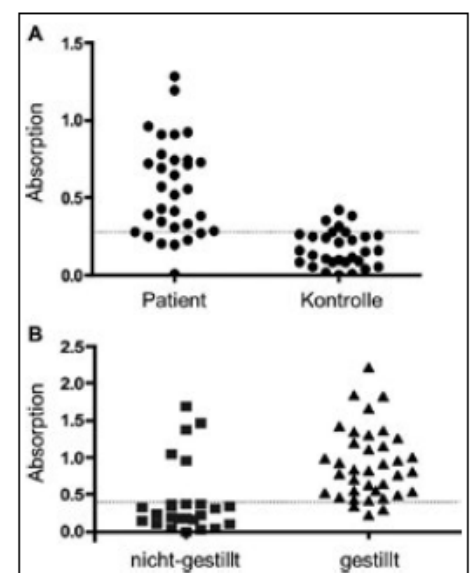 A
1.5
1.0
0.5
0.0
Absorption
Patient Kontrolle
B
2.5
2.0
1.5
1.0
0.5
0.0
Absorption
nicht-gestillt gestillt